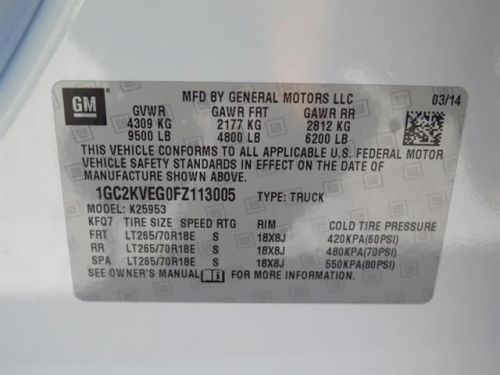 GM
MFD BY GENERAL MOTORS LLC 03/14
GVWR GAWR FRT GAWR RR
4309 KG 2177 KG 2812 KG
9500 LB 4800 LB 6200 LB
THIS VEHICLE CONFORMS TO ALL APPLICABLE U.S. FEDERAL MOTOR
VEHICLE SAFETY STANDARDS IN EFFECT ON THE DATE OF
MANUFACTURE SHOWN ABOVE.
1GC2KVEG0FZ113005 TYPE: TRUCK
MODEL: K25953
KFQ7 TIRE SIZE SPEED RTG RIM COLD TIRE PRESSURE
FRT LT265/70R18E S 18X8J 420KPA(60PSI)
RR LT265/70R18E S 18X8J 480KPA(70PSI)
SPA LT265/70R18E S 18X8J 550KPA(80PSI)
SEE OWNER'S MANUAL FOR MORE INFORMATION.